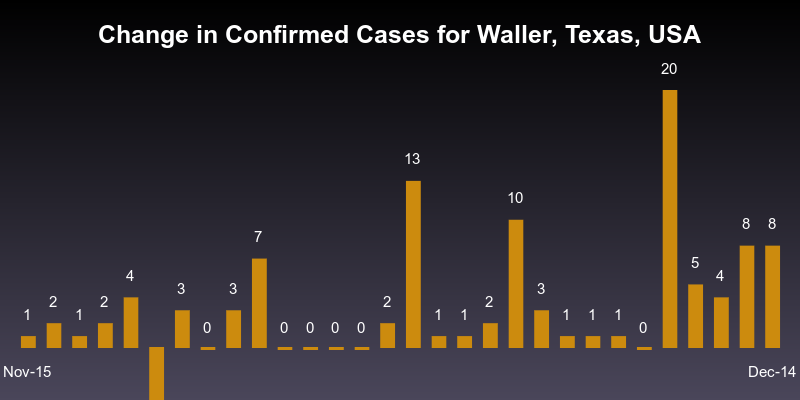 Change in Confirmed Cases for Waller, Texas, USA
1 2 1 2 4 3 0 3 7 0 0 0 0 2 13 1 1 2 10 3 1 1 1 0 20 5 4 8 8
Nov-15 Dec-14